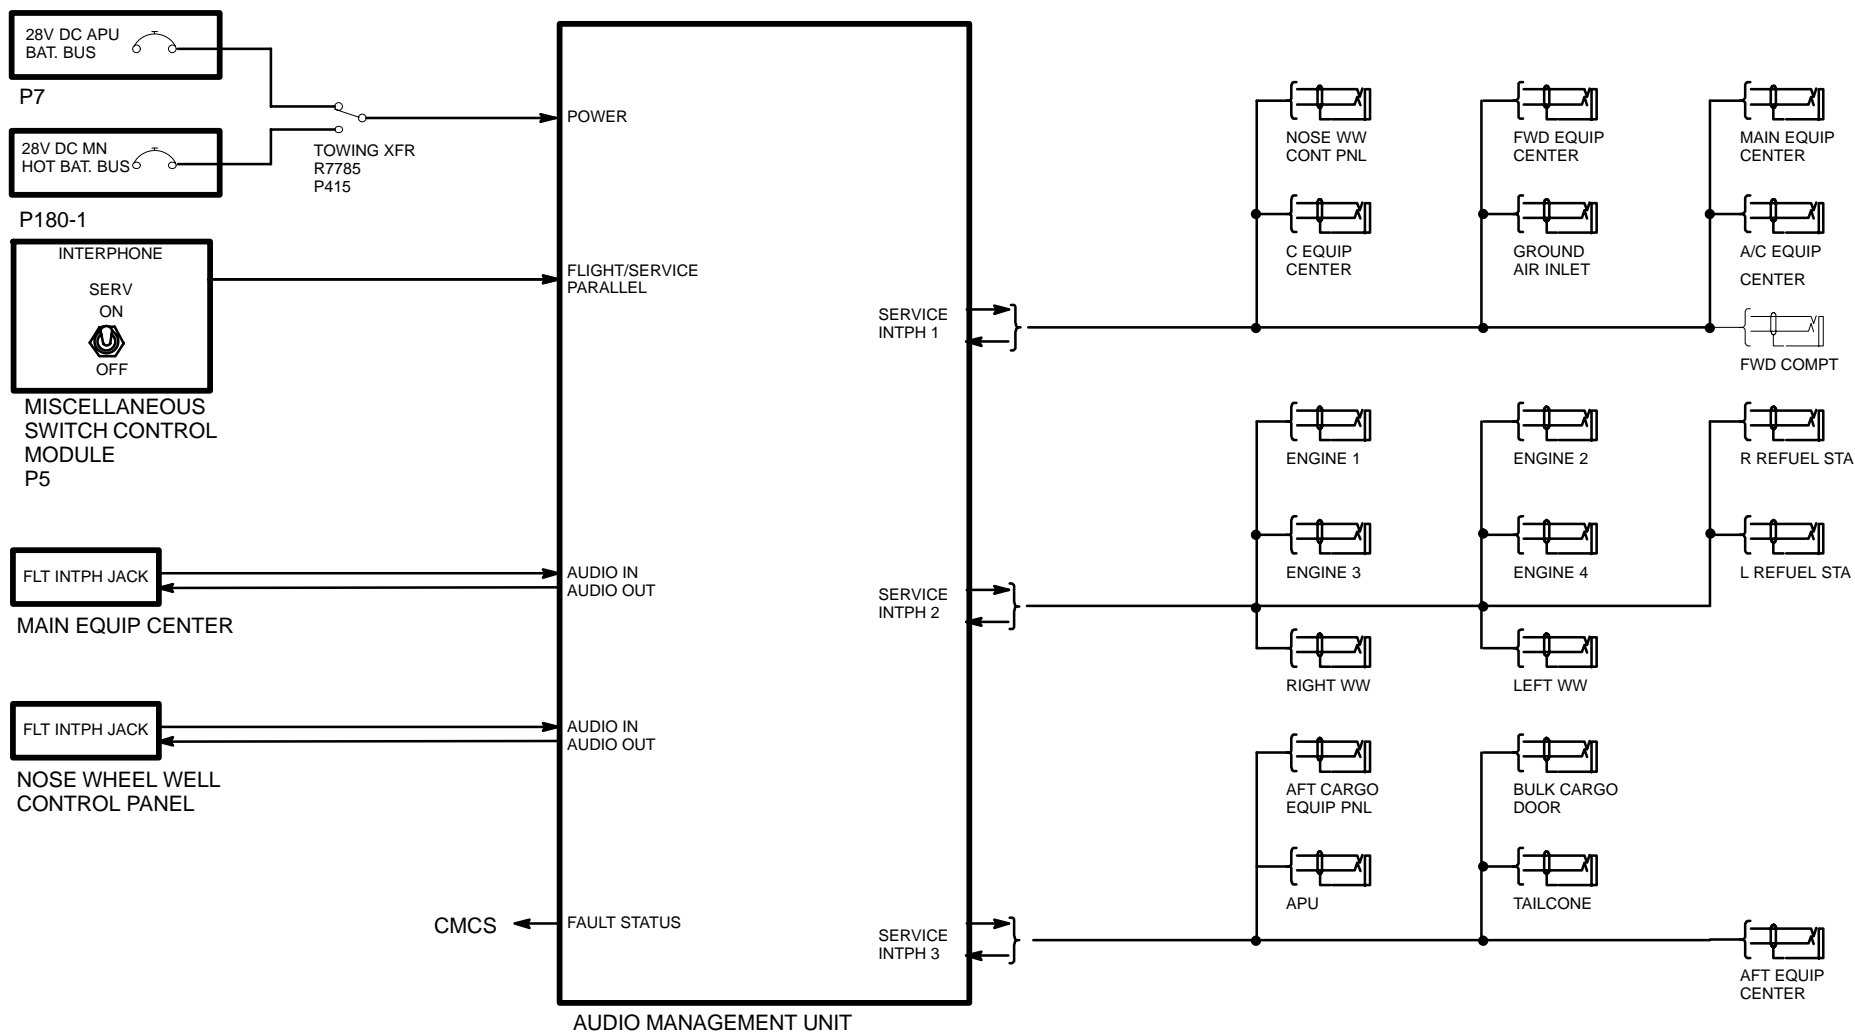 28V DC APU
BAT. BUS
P7
28V DC MN
HOT BAT. BUS
P180-1
TOWING XFR
R7785
P415
INTERPHONE
SERV
ON
OFF
MISCELLANEOUS
SWITCH CONTROL
MODULE
P5
FLT INTPH JACK
MAIN EQUIP CENTER
FLT INTPH JACK
NOSE WHEEL WELL
CONTROL PANEL
CMCS
POWER
FLIGHT/SERVICE
PARALLEL
AUDIO IN
AUDIO OUT
AUDIO IN
AUDIO OUT
FAULT STATUS
SERVICE
INTPH 1
SERVICE
INTPH 2
SERVICE
INTPH 3
AUDIO MANAGEMENT UNIT
NOSE WW
CONT PNL
FWD EQUIP
CENTER
MAIN EQUIP
CENTER
C EQUIP
CENTER
GROUND
AIR INLET
A/C EQUIP
CENTER
FWD COMPT
ENGINE 1
ENGINE 2
R REFUEL STA
ENGINE 3
ENGINE 4
L REFUEL STA
RIGHT WW
LEFT WW
AFT CARGO
EQUIP PNL
BULK CARGO
DOOR
APU
TAILCONE
AFT EQUIP
CENTER